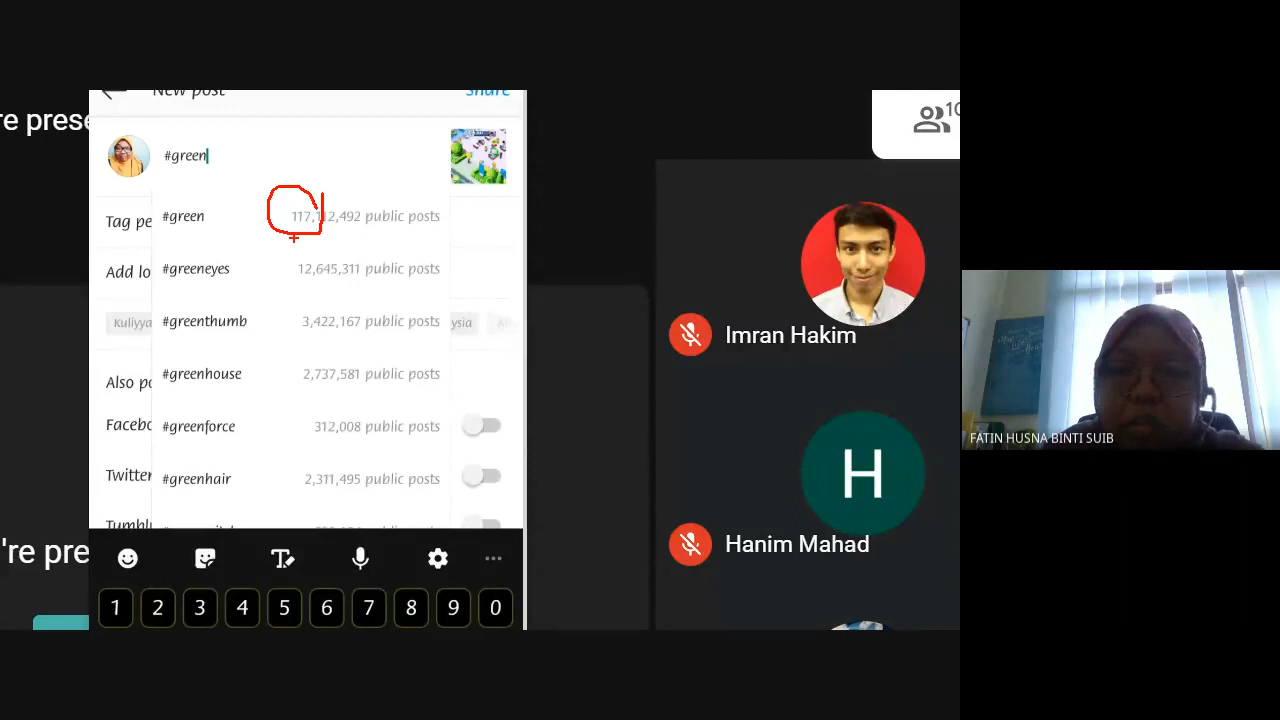 New post
Share
10
're prese
#green
#green
117,112,492 public posts
Tag pe
#greeneyes
12,645,311 public posts
Add lo
#greenthumb
3,422,167 public posts
Kuliyya
ysia
Imran Hakim
#greenhouse
2,737,581 public posts
Also po
#greenforce
312,008 public posts
Facebo
FATIN HUSNA BINTI SUIB
#greenhair
2,311,495 public posts
Twitter
H
Tumbl
Hanim Mahad
're pre
1 2 3 4 5 6 7 8 9 0